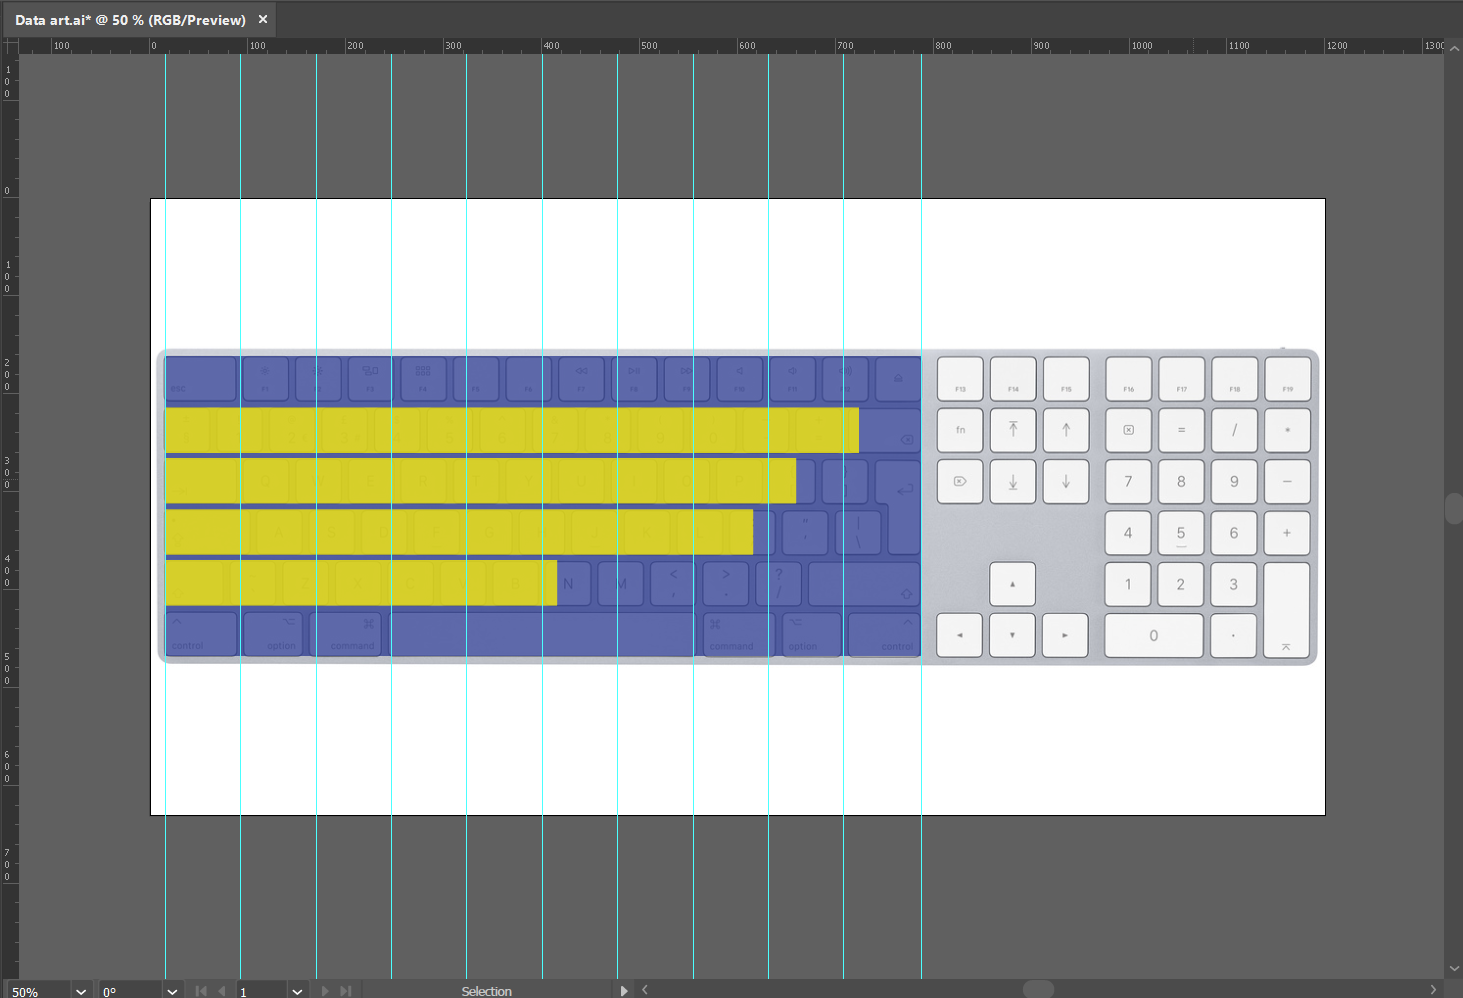 Data art.ai* @ 50 % (RGB/Preview) ×
100 0 100 200 300 400 500 600 700 800 900 1000 1100 1200 1300
100
0
100
200
300
400
500
600
700
esc F1 F2 F3 F4 F5 F6 F7 F8 F9 F10 F11 F12 F13 F14 F15 F16 F17 F18 F19
fn = / *
Q 7 8 9 −
A S D " ' | \ 4 5 6 +
Z B N M < , > . ? / 1 2 3
control option command command option control 0 .
50% 0° 1 Selection